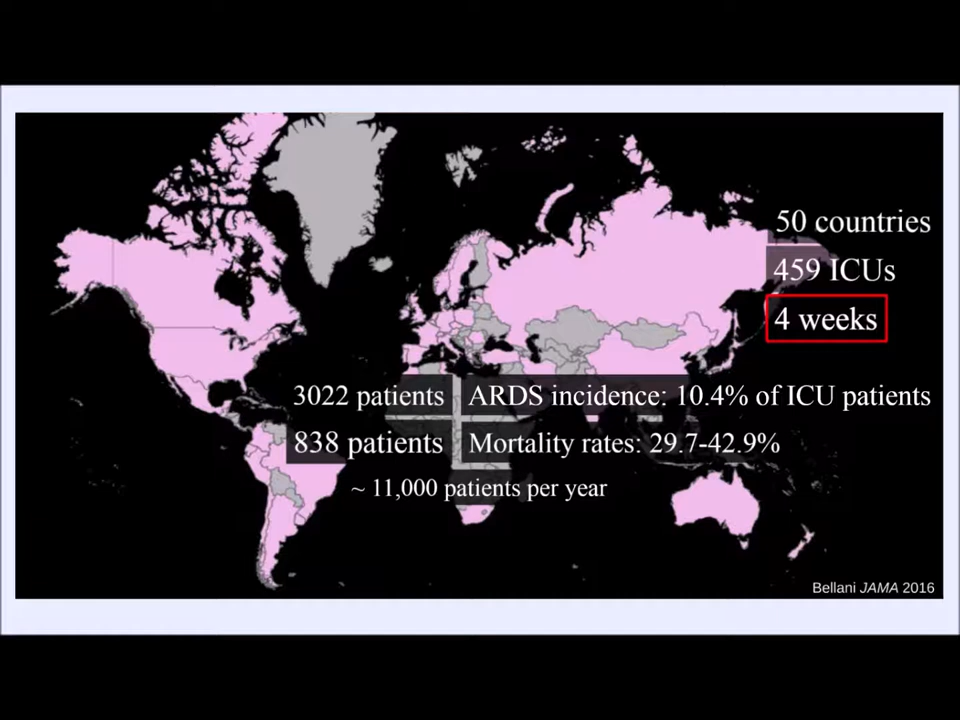 50 countries
459 ICUs
4 weeks
3022 patients
ARDS incidence: 10.4% of ICU patients
838 patients
Mortality rates: 29.7-42.9%
~ 11,000 patients per year
Bellani JAMA 2016